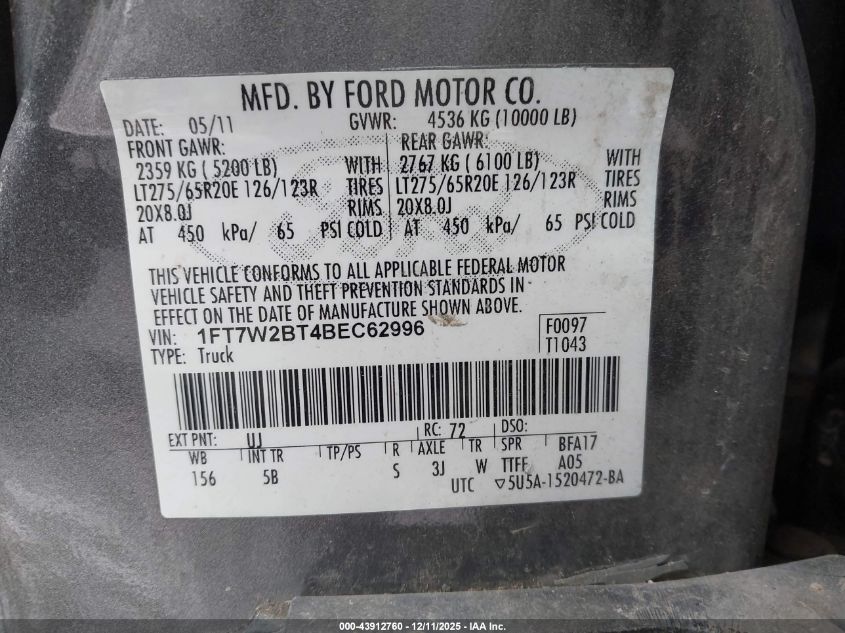 MFD. BY FORD MOTOR CO.
DATE: 05/11 GVWR: 4536 KG (10000 LB)
FRONT GAWR: REAR GAWR:
2359 KG ( 5200 LB) WITH 2767 KG ( 6100 LB) WITH
LT275/65R20E 126/123R TIRES LT275/65R20E 126/123R TIRES
20X8.0J RIMS 20X8.0J RIMS
AT 450 kPa/ 65 PSI COLD AT 450 kPa/ 65 PSI COLD
THIS VEHICLE CONFORMS TO ALL APPLICABLE FEDERAL MOTOR
VEHICLE SAFETY AND THEFT PREVENTION STANDARDS IN
EFFECT ON THE DATE OF MANUFACTURE SHOWN ABOVE.
VIN: 1FT7W2BT4BEC62996 F0097
TYPE: Truck T1043
EXT PNT: UJ RC: 72 DSO:
WB INT TR TP/PS R AXLE TR SPR BFA17
156 5B S 3J W TTFF A05
UTC ▽5U5A-1520472-BA
000-43912760 - 12/11/2025 - IAA Inc.